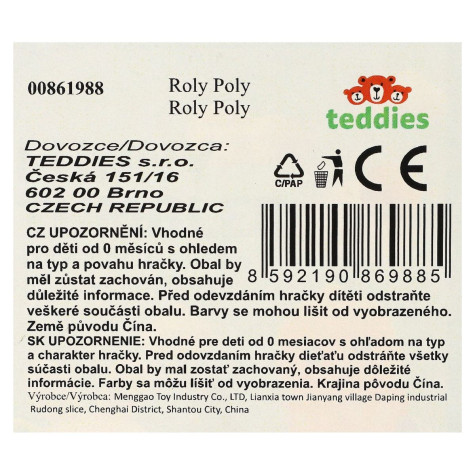 00861988
Roly Poly
Roly Poly
teddies
Dovozce/Dovozca:
TEDDIES s.r.o.
Česká 151/16
602 00 Brno
CZECH REPUBLIC
C/PAP
CE
8 592190 869885
CZ UPOZORNĚNÍ: Vhodné
pro děti od 0 měsíců s ohledem
na typ a povahu hračky. Obal by
měl zůstat zachován, obsahuje
důležité informace. Před odevzdáním hračky dítěti odstraňte
veškeré součásti obalu. Barvy se mohou lišit od vyobrazení.
Země původu Čína.
SK UPOZORNENIE: Vhodné pre deti od 0 mesiacov s ohľadom na typ
a charakter hračky. Pred odovzdaním hračky dieťaťu odstráňte všetky
súčasti obalu. Obal by mal zostať zachovaný, obsahuje dôležité
informácie. Farby sa môžu líšiť od vyobrazenia. Krajina pôvodu Čína.
Výrobce/Výrobca: Menggao Toy Industry Co., LTD, Lianxia town Jianyang village Daping industrial
Rudong slice, Chenghai District, Shantou City, China